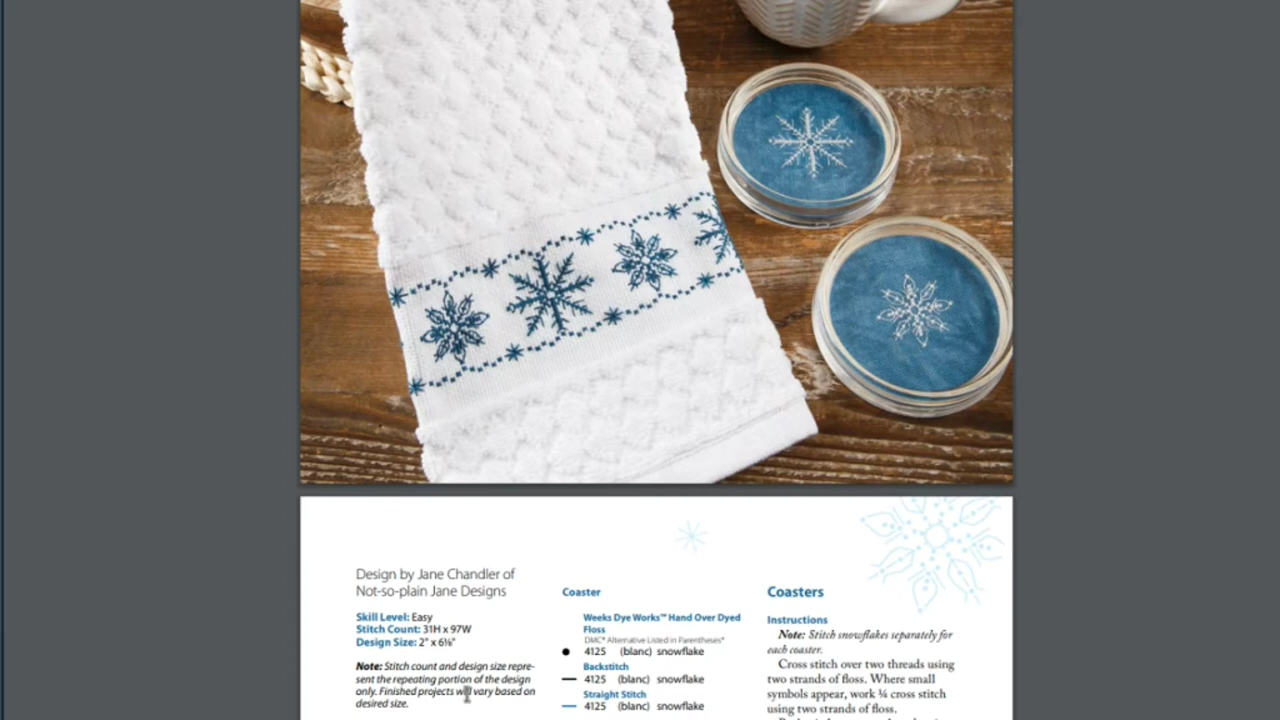 Design by Jane Chandler of
Not-so-plain Jane Designs
Skill Level: Easy
Stitch Count: 31H x 97W
Design Size: 2" x 6⅛"
Note: Stitch count and design size repre-
sent the repeating portion of the design
only. Finished projects will vary based on
desired size.
Coaster
Weeks Dye Works™ Hand Over Dyed
Floss
DMC® Alternative Listed in Parentheses*
4125 (blanc) snowflake
Backstitch
4125 (blanc) snowflake
Straight Stitch
4125 (blanc) snowflake
Coasters
Instructions
Note: Stitch snowflakes separately for
each coaster.
Cross stitch over two threads using
two strands of floss. Where small
symbols appear, work ¼ cross stitch
using two strands of floss.